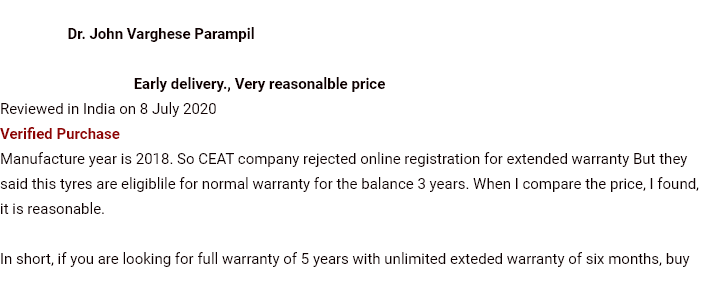 Dr. John Varghese Parampil
Early delivery., Very reasonalble price
Reviewed in India on 8 July 2020
Verified Purchase
Manufacture year is 2018. So CEAT company rejected online registration for extended warranty But they
said this tyres are eligiblile for normal warranty for the balance 3 years. When I compare the price, I found,
it is reasonable.
In short, if you are looking for full warranty of 5 years with unlimited exteded warranty of six months, buy